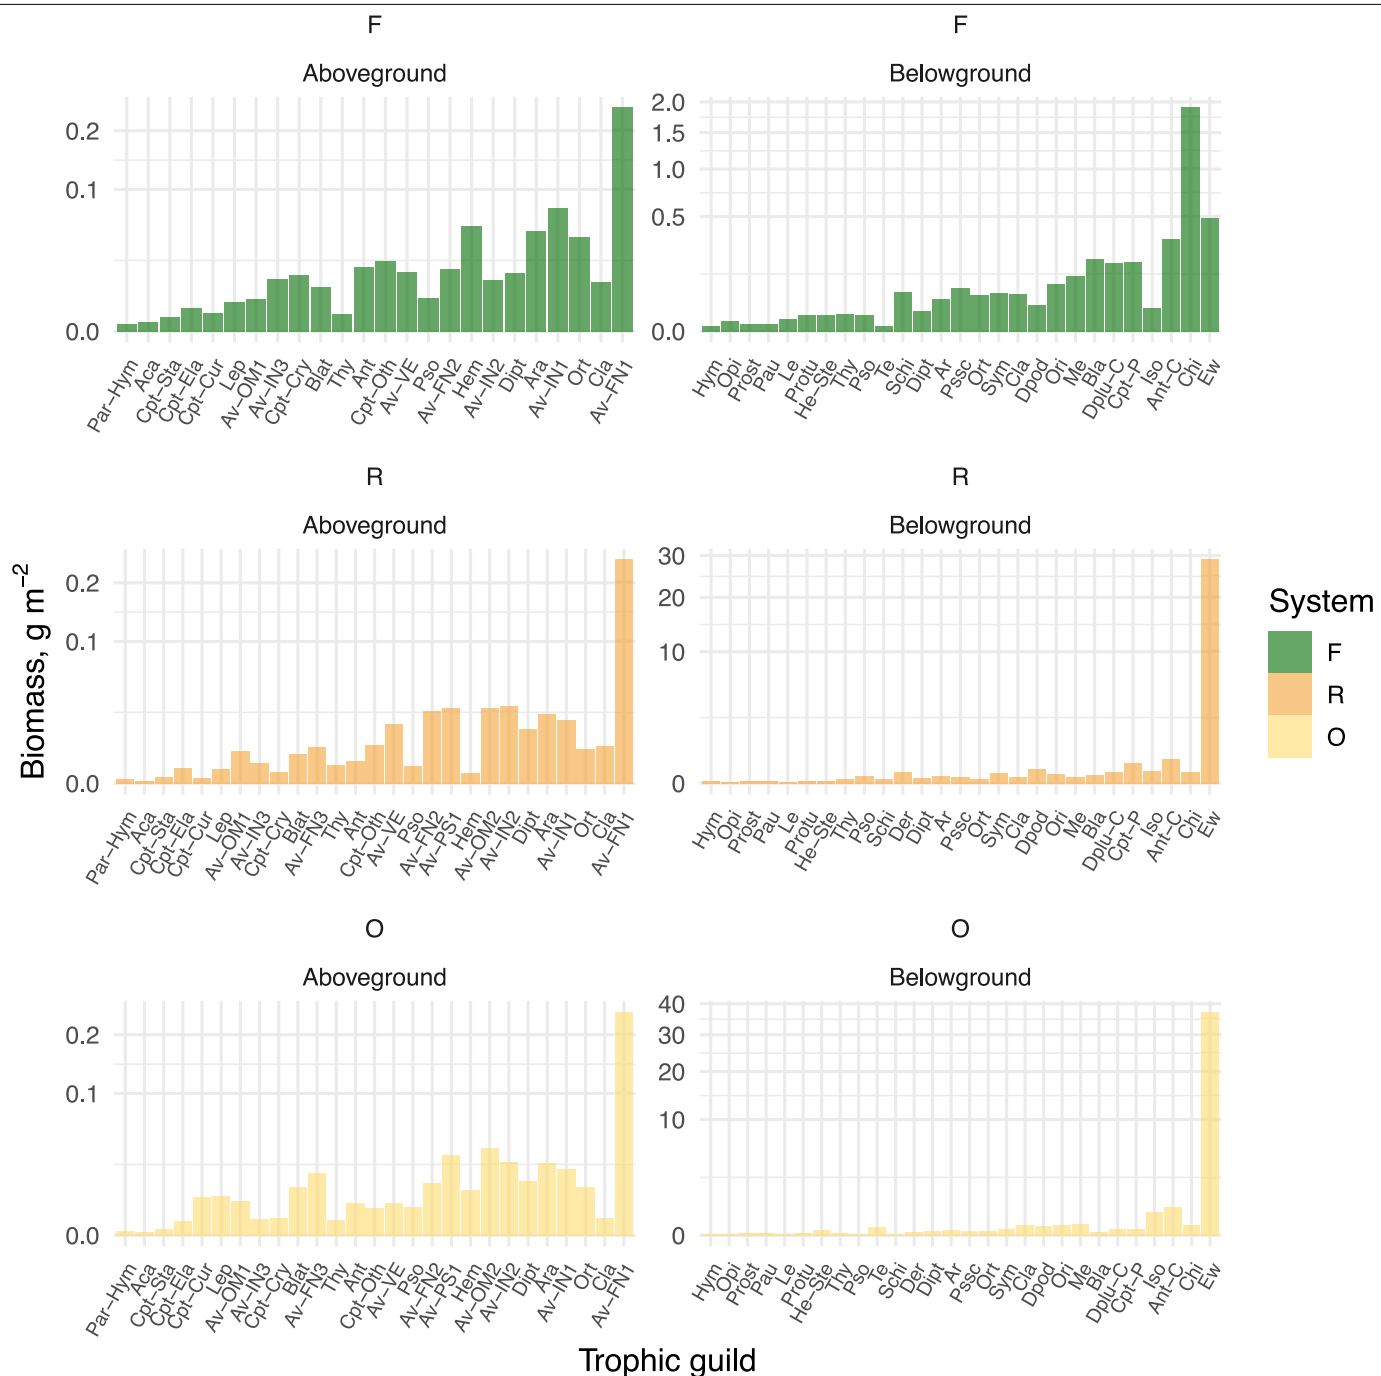 F
F
Aboveground
Belowground
0.2
0.1
0.0
2.0
1.5
1.0
0.5
0.0
Par−Hym Aca Cpt−Sta Cpt−Ela Cpt−Cur Lep Av−OM1 Av−IN3 Cpt−Cry Blat Thy Ant Cpt−Oth Av−VE Pso Av−FN2 Hem Av−IN2 Dipt Ara Av−IN1 Ort Cla Av−FN1
Hym Opi Prost Pau Le Protu He−Ste Thy Pso Te Schi Dipt Ar Pssc Ort Sym Cla Dpod Ori Me Bla Dplu−C Cpt−P Iso Ant−C Chi Ew
R
R
Aboveground
Belowground
0.2
0.1
0.0
30
20
10
0
Par−Hym Aca Cpt−Sta Cpt−Ela Cpt−Cur Lep Av−OM1 Av−IN3 Cpt−Cry Blat Av−FN3 Thy Ant Cpt−Oth Av−VE Pso Av−FN2 Av−PS1 Hem Av−OM2 Av−IN2 Dipt Ara Av−IN1 Ort Cla Av−FN1
Hym Opi Prost Pau Le Protu He−Ste Thy Pso Schi Der Dipt Ar Pssc Ort Sym Cla Dpod Ori Me Bla Dplu−C Cpt−P Iso Ant−C Chi Ew
Biomass, g m−2
System
F
R
O
O
O
Aboveground
Belowground
0.2
0.1
0.0
40
30
20
10
0
Par−Hym Aca Cpt−Sta Cpt−Ela Cpt−Cur Lep Av−OM1 Av−IN3 Cpt−Cry Blat Av−FN3 Thy Ant Cpt−Oth Av−VE Pso Av−FN2 Av−PS1 Hem Av−OM2 Av−IN2 Dipt Ara Av−IN1 Ort Cla Av−FN1
Hym Opi Prost Pau Le Protu He−Ste Thy Pso Te Schi Der Dipt Ar Pssc Ort Sym Cla Dpod Ori Me Bla Dplu−C Cpt−P Iso Ant−C Chi Ew
Trophic guild